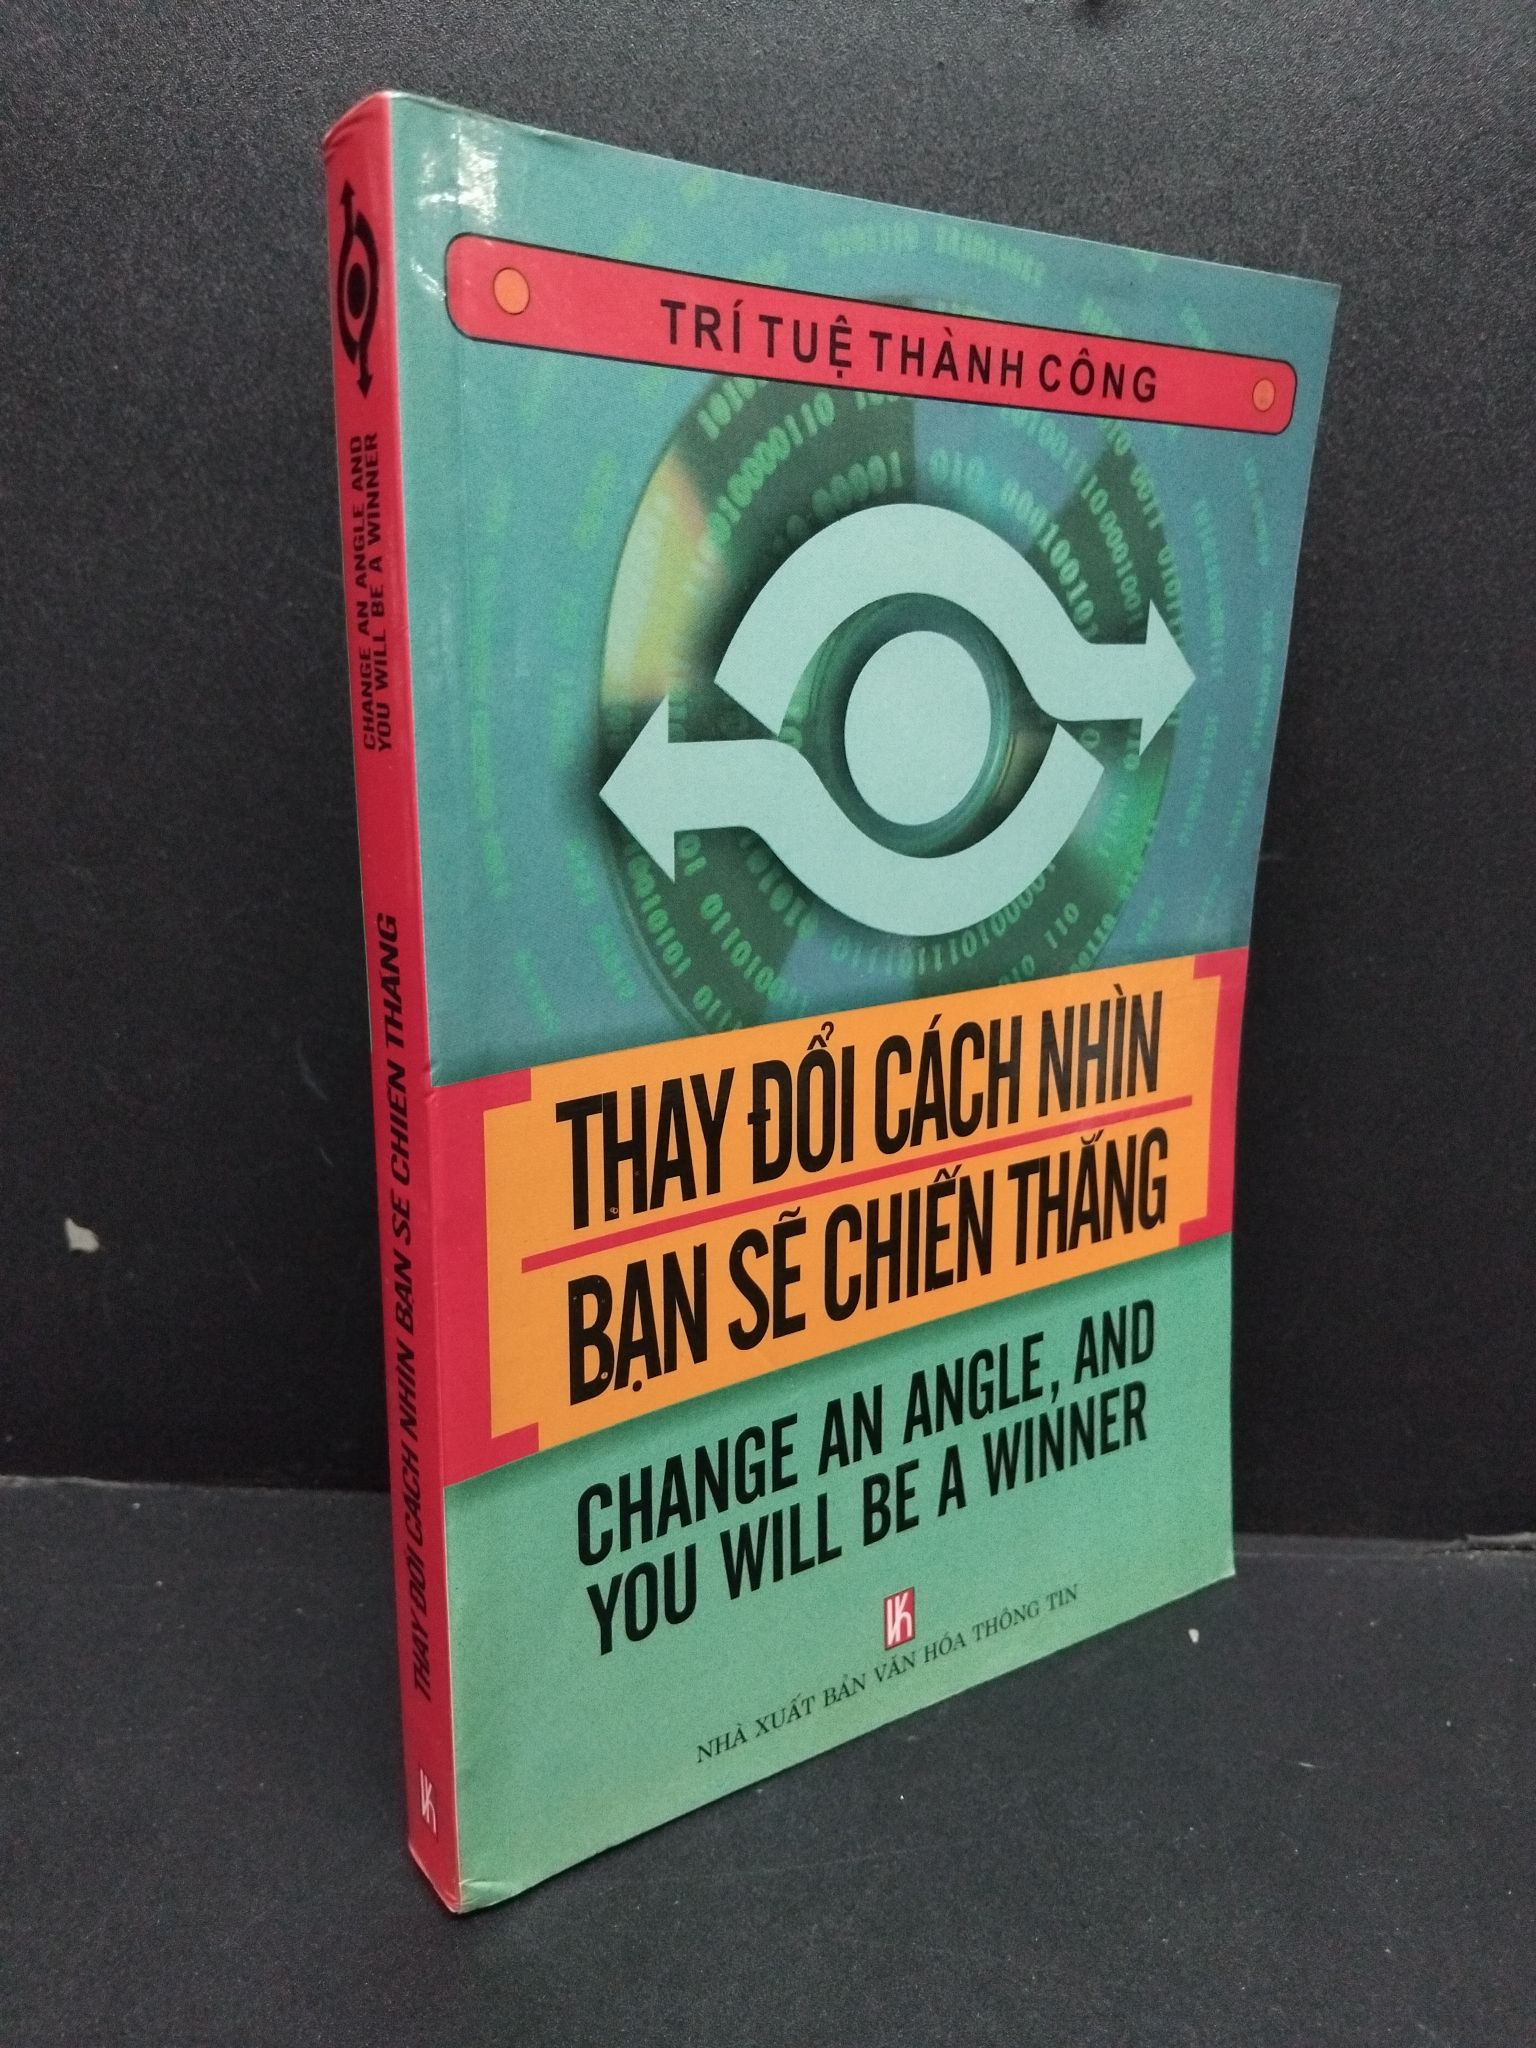 TRÍ TUỆ THÀNH CÔNG
THAY ĐỔI CÁCH NHÌN
BẠN SẼ CHIẾN THẮNG
CHANGE AN ANGLE, AND
YOU WILL BE A WINNER
NHÀ XUẤT BẢN VĂN HÓA THÔNG TIN
CHANGE AN ANGLE AND
YOU WILL BE A WINNER
THAY ĐỔI CÁCH NHÌN BẠN SẼ CHIẾN THẮNG